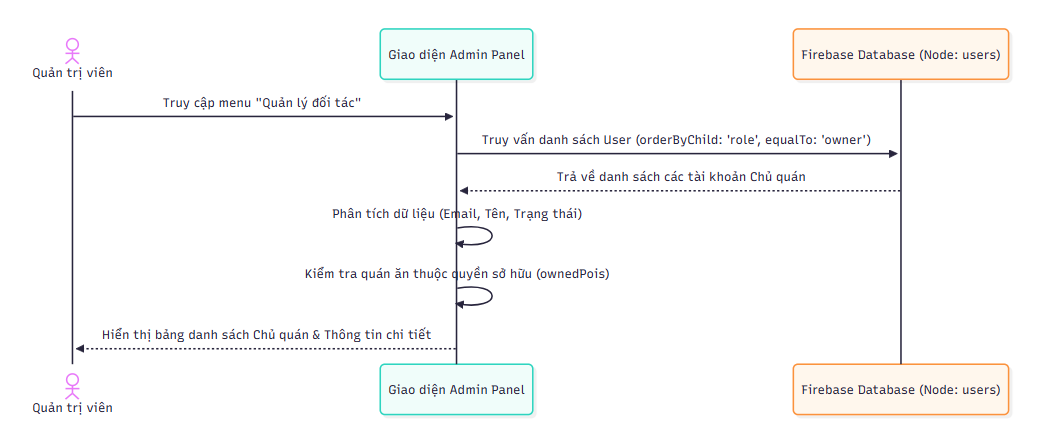 Giao diện Admin Panel
Firebase Database (Node: users)
Quản trị viên
Truy cập menu "Quản lý đối tác"
Truy vấn danh sách User (orderByChild: 'role', equalTo: 'owner')
Trả về danh sách các tài khoản Chủ quán
Phân tích dữ liệu (Email, Tên, Trạng thái)
Kiểm tra quán ăn thuộc quyền sở hữu (ownedPois)
Hiển thị bảng danh sách Chủ quán & Thông tin chi tiết
Giao diện Admin Panel
Firebase Database (Node: users)
Quản trị viên